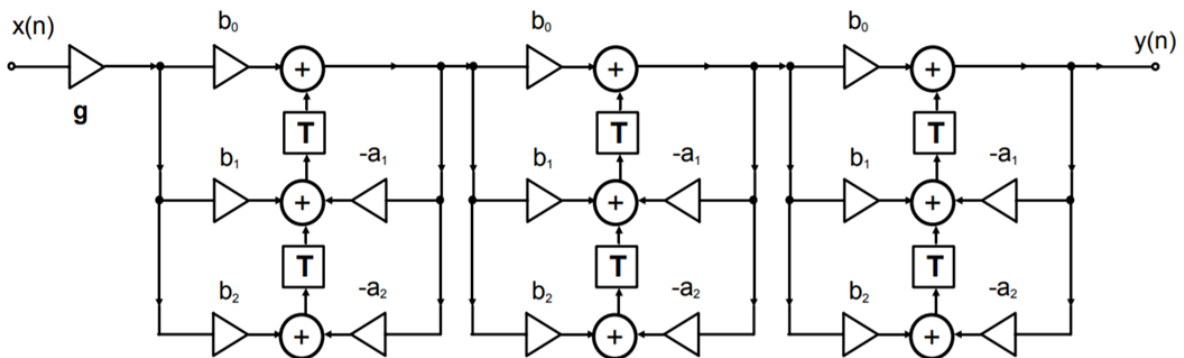 x(n) b₀ b₀ b₀ y(n)
+ + +
g
T T T
b₁ -a₁ b₁ -a₁ b₁ -a₁
+ + +
T T T
b₂ -a₂ b₂ -a₂ b₂ -a₂
+ + +